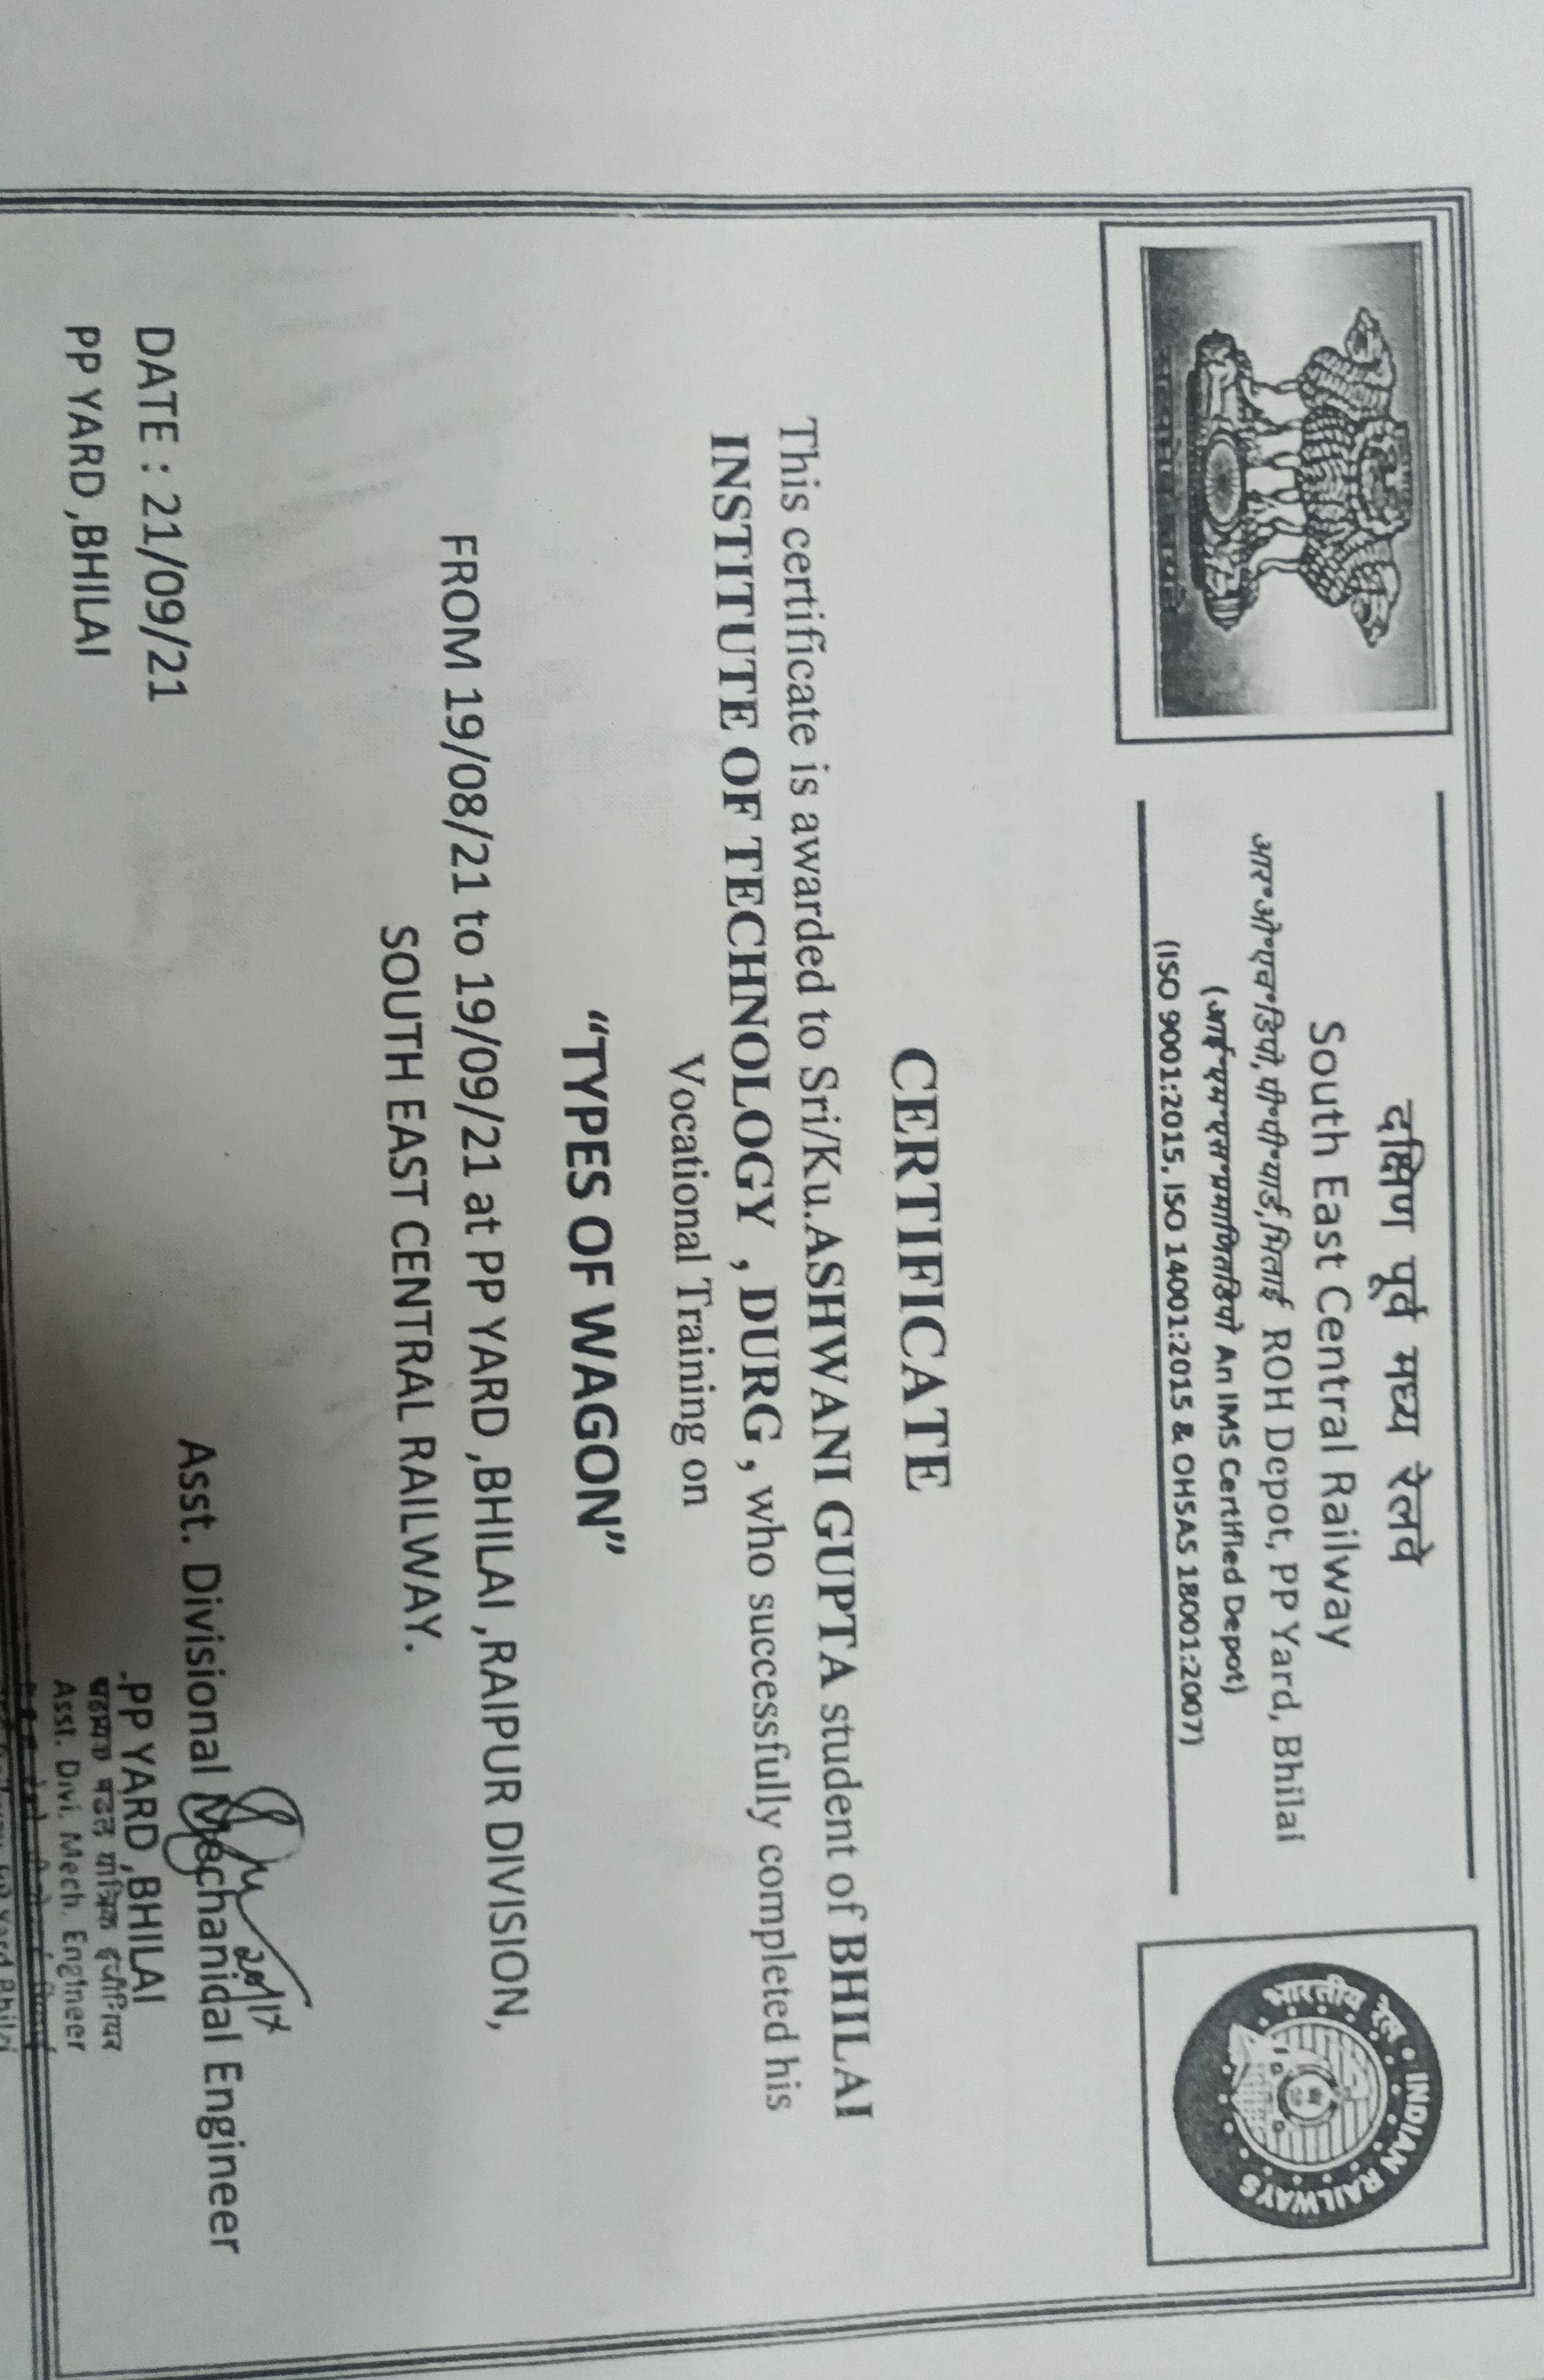 दक्षिण पूर्व मध्य रेलवे
South East Central Railway
आर॰ओ॰एच॰डिपो,पी॰पी॰यार्ड,भिलाई ROH Depot, PP Yard, Bhilai
(आई॰एम॰एस॰प्रमाणितडिपो An IMS Certified Depot)
(ISO 9001:2015, ISO 14001:2015 & OHSAS 18001:2007)
भारतीय रेल • INDIAN RAILWAYS
CERTIFICATE
This certificate is awarded to Sri/Ku.ASHWANI GUPTA student of BHILAI
INSTITUTE OF TECHNOLOGY , DURG , who successfully completed his
Vocational Training on
“TYPES OF WAGON”
FROM 19/08/21 to 19/09/21 at PP YARD ,BHILAI ,RAIPUR DIVISION,
SOUTH EAST CENTRAL RAILWAY.
DATE : 21/09/21
PP YARD ,BHILAI
Asst. Divisional Mechanical Engineer
.PP YARD ,BHILAI
मंडल यांत्रिक इंजीनियर
Asst. Divi. Mech. Engineer